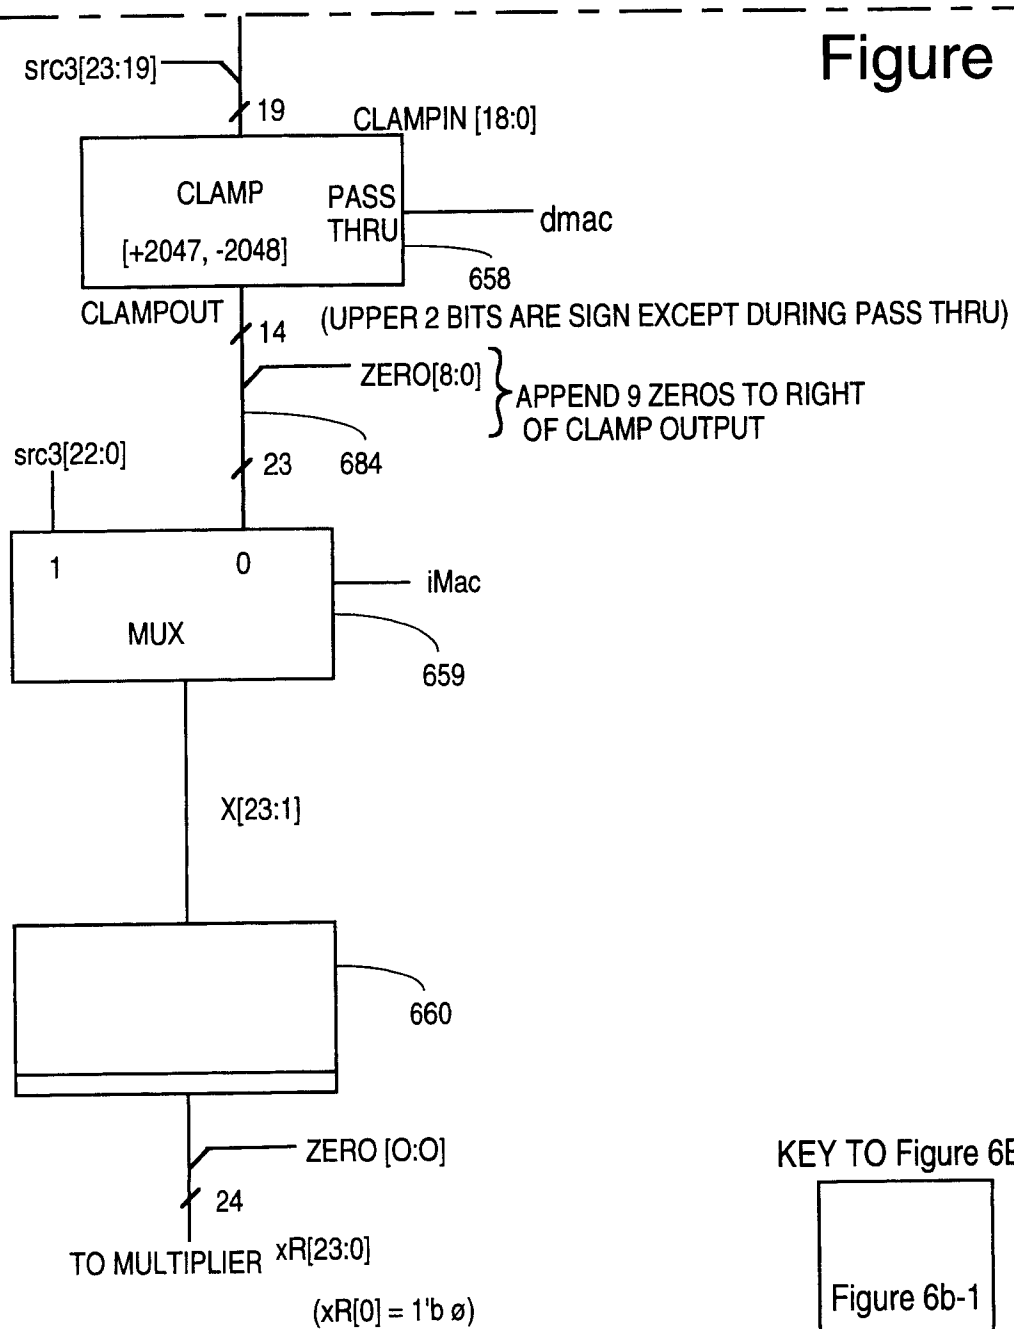 Figure
src3[23:19]
19
CLAMPIN [18:0]
CLAMP
PASS
THRU
dmac
[+2047, -2048]
658
CLAMPOUT
14
(UPPER 2 BITS ARE SIGN EXCEPT DURING PASS THRU)
ZERO[8:0]
APPEND 9 ZEROS TO RIGHT
OF CLAMP OUTPUT
src3[22:0]
23
684
1
0
iMac
MUX
659
X[23:1]
660
ZERO [O:O]
24
TO MULTIPLIER xR[23:0]
(xR[0] = 1'b ø)
KEY TO Figure 6B
Figure 6b-1